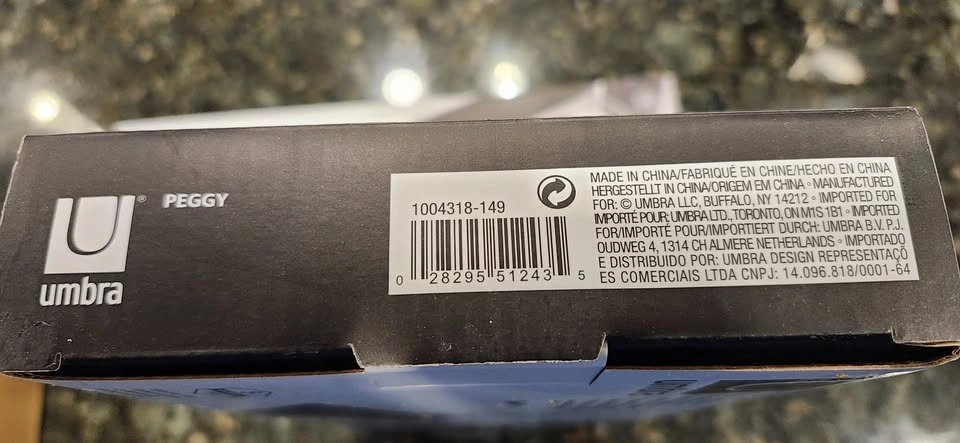 umbra®
PEGGY
1004318-149
0 28295 51243 5
MADE IN CHINA/FABRIQUÉ EN CHINE/HECHO EN CHINA
HERGESTELLT IN CHINA/ORIGEM EM CHINA • MANUFACTURED
FOR: © UMBRA LLC, BUFFALO, NY 14212 • IMPORTED FOR/
IMPORTÉ POUR: UMBRA LTD., TORONTO, ON M1S 1B1 • IMPORTED
FOR/IMPORTÉ POUR/IMPORTIERT DURCH: UMBRA B.V. P.J.
OUDWEG 4, 1314 CH ALMERE NETHERLANDS • IMPORTADO
E DISTRIBUIDO POR: UMBRA DESIGN REPRESENTAÇÕ
ES COMERCIAIS LTDA CNPJ: 14.096.818/0001-64